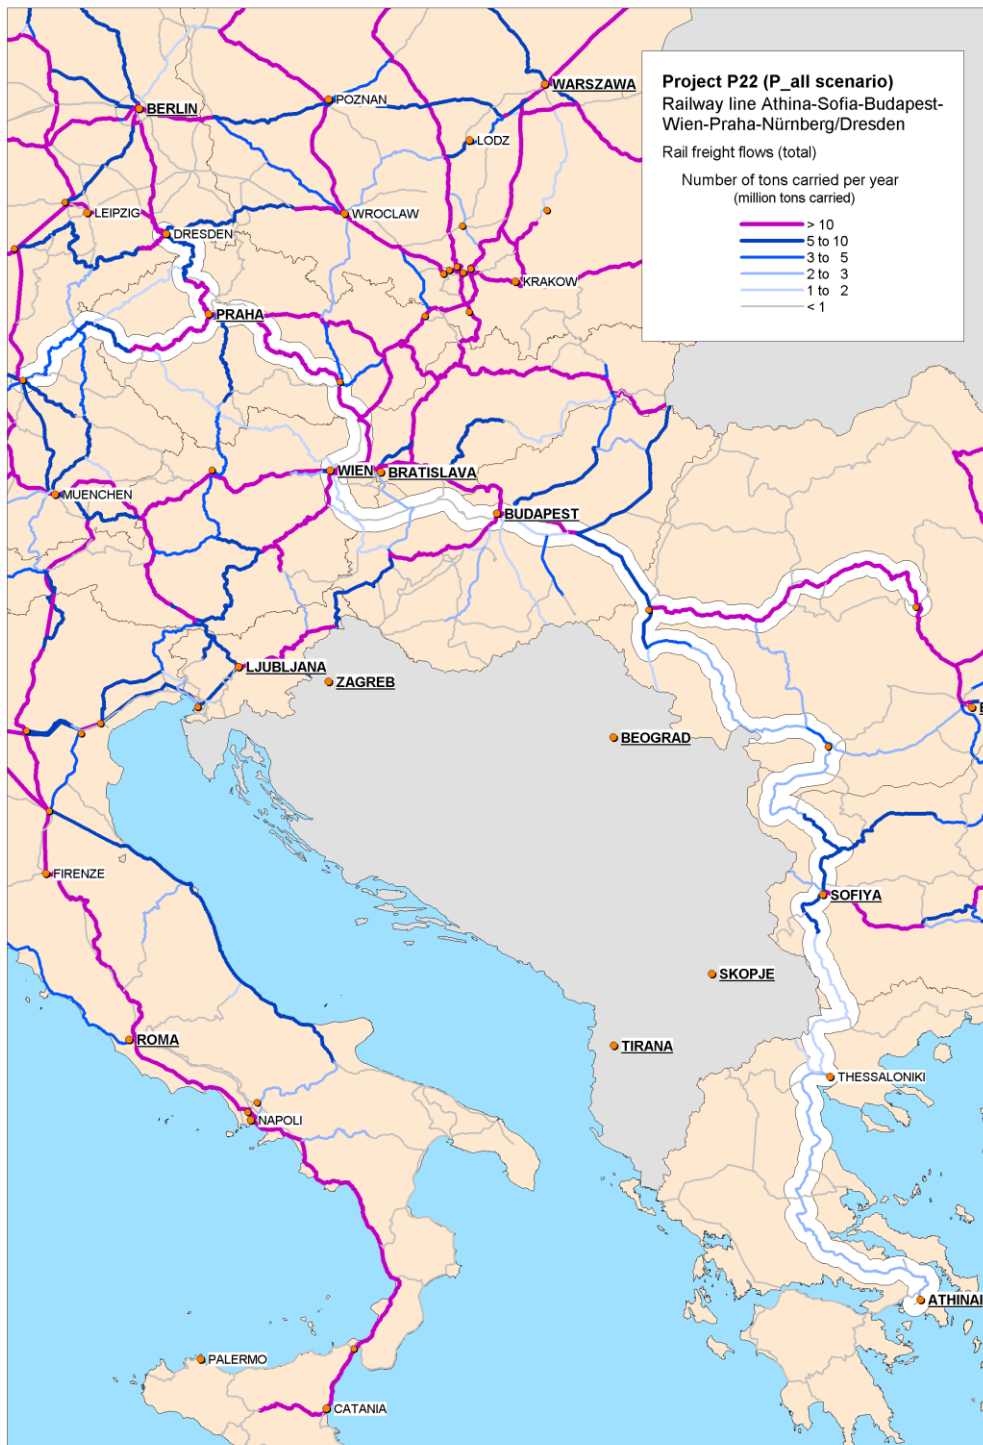 Project P22 (P_all scenario)
Railway line Athina-Sofia-Budapest-
Wien-Praha-Nürnberg/Dresden
Rail freight flows (total)
Number of tons carried per year
(million tons carried)
> 10
5 to 10
3 to 5
2 to 3
1 to 2
< 1
WARSZAWA
POZNAN
BERLIN
LODZ
LEIPZIG
WROCLAW
DRESDEN
KRAKOW
PRAHA
WIEN
BRATISLAVA
MUENCHEN
BUDAPEST
LJUBLJANA
ZAGREB
BEOGRAD
FIRENZE
SOFIYA
SKOPJE
ROMA
TIRANA
THESSALONIKI
NAPOLI
ATHINAI
PALERMO
CATANIA